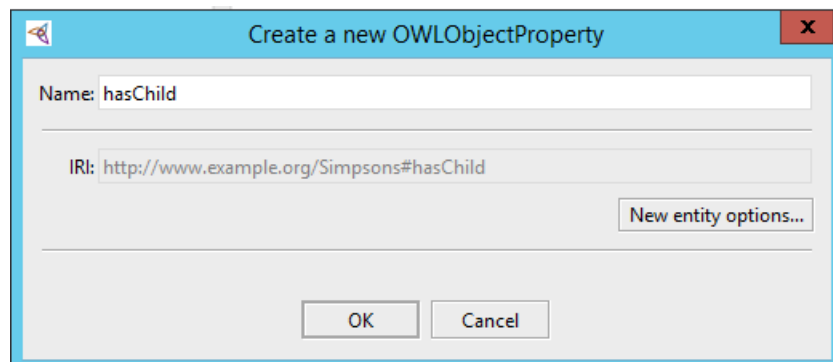 Create a new OWLObjectProperty
x
Name: hasChild
IRI: http://www.example.org/Simpsons#hasChild
New entity options...
OK Cancel